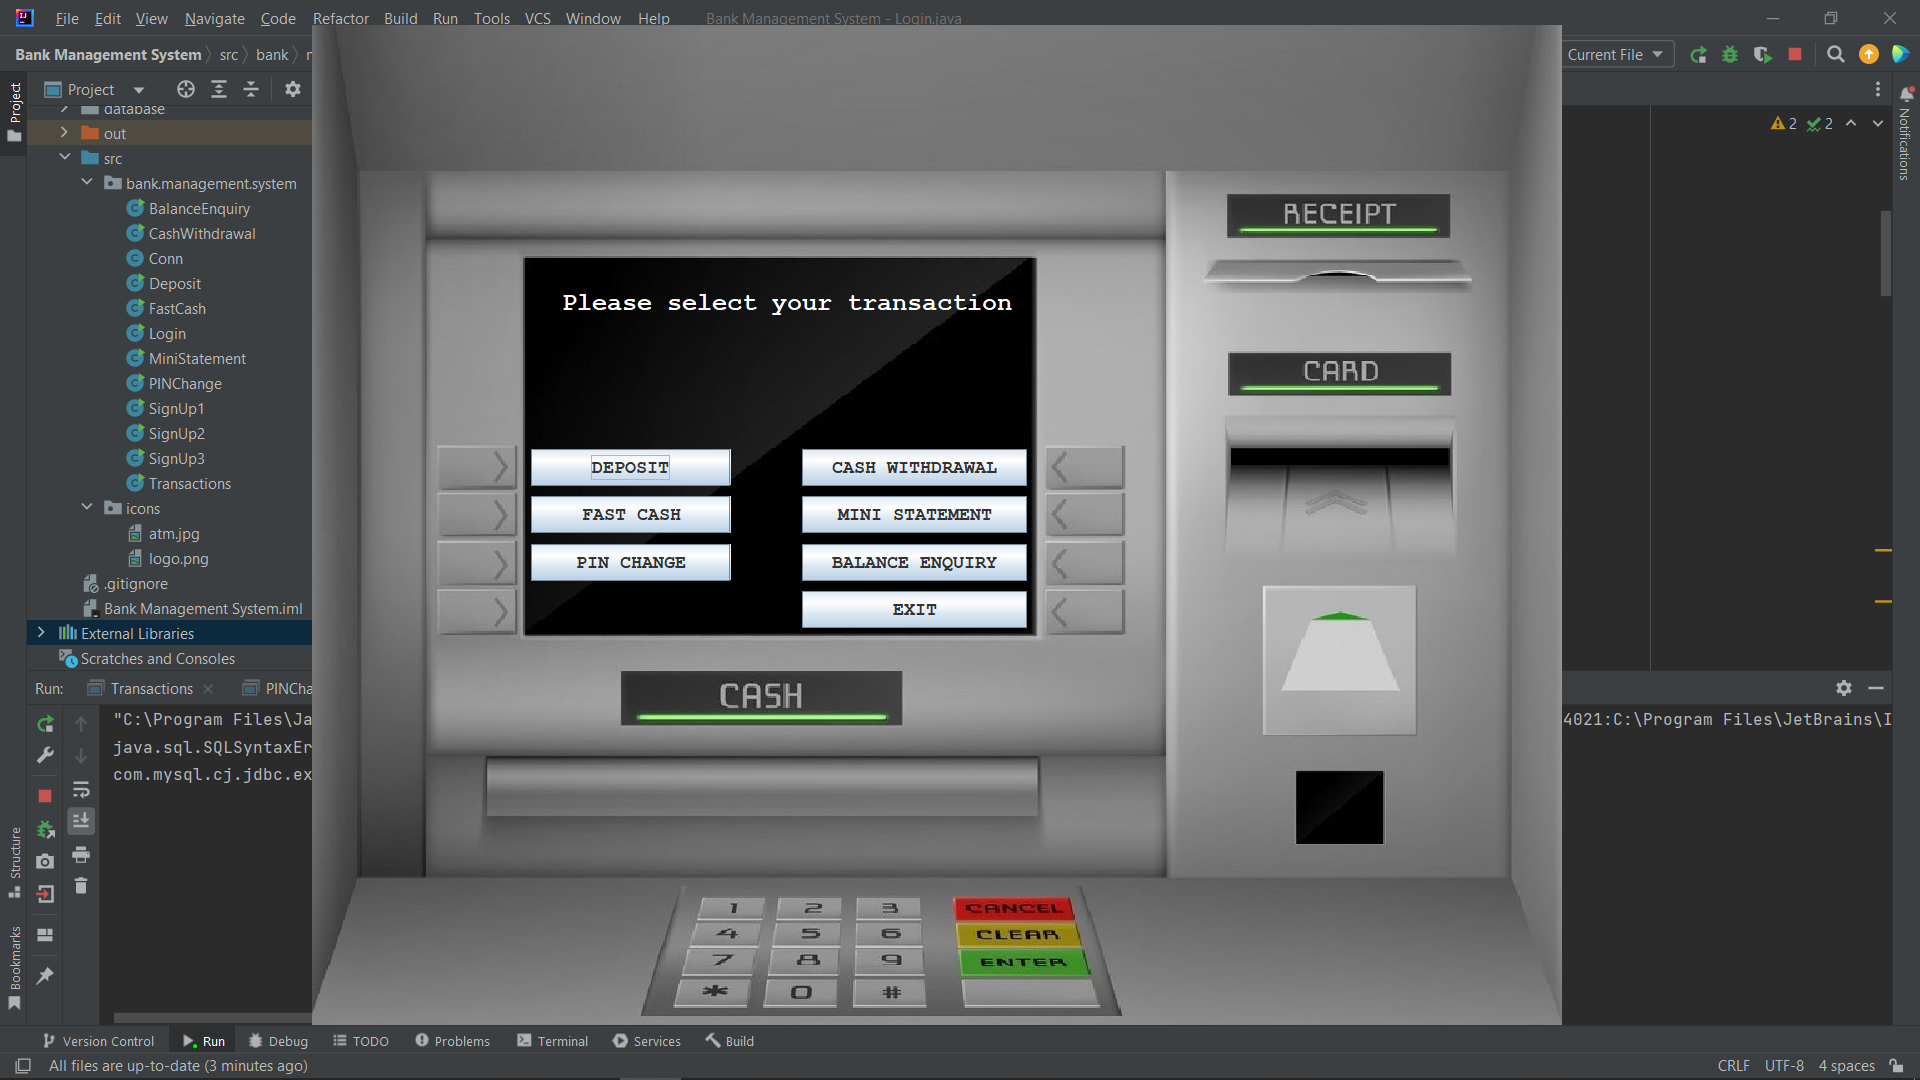 File Edit View Navigate Code Refactor Build Run Tools VCS Window Help Bank Management System - Login.java
Bank Management System src bank
Current File
Project
Project
database
out
src
bank.management.system
BalanceEnquiry
CashWithdrawal
Conn
Deposit
FastCash
Login
MiniStatement
PINChange
SignUp1
SignUp2
SignUp3
Transactions
icons
atm.jpg
logo.png
.gitignore
Bank Management System.iml
External Libraries
Scratches and Consoles
2 2
Notifications
RECEIPT
CARD
Please select your transaction
DEPOSIT CASH WITHDRAWAL
FAST CASH MINI STATEMENT
PIN CHANGE BALANCE ENQUIRY
EXIT
CASH
1 2 3 CANCEL
4 5 6 CLEAR
7 8 9 ENTER
* 0 #
Run: Transactions PINCha
"C:\Program Files\Ja
4021:C:\Program Files\JetBrains\I
java.sql.SQLSyntaxEr
com.mysql.cj.jdbc.ex
Structure
Bookmarks
Version Control Run Debug TODO Problems Terminal Services Build
All files are up-to-date (3 minutes ago)
CRLF UTF-8 4 spaces